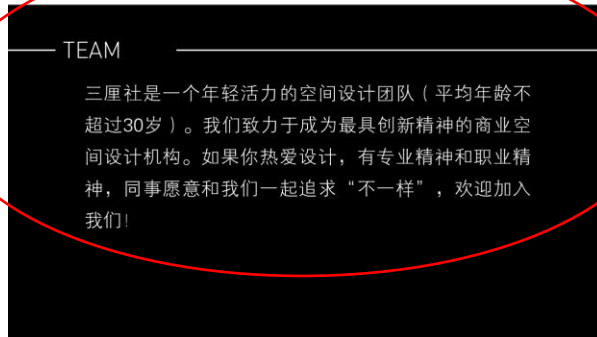 TEAM
三厘社是一个年轻活力的空间设计团队（平均年龄不
超过30岁）。我们致力于成为最具创新精神的商业空
间设计机构。如果你热爱设计，有专业精神和职业精
神，同事愿意和我们一起追求“不一样”，欢迎加入
我们!